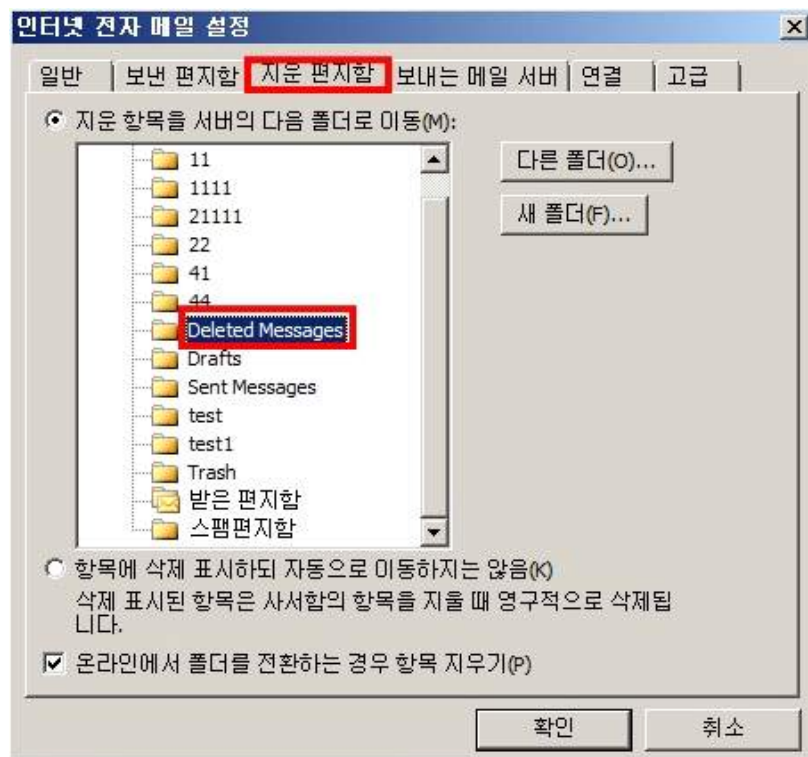 인터넷 전자 메일 설정
일반 보낸 편지함 지운 편지함 보내는 메일 서버 연결 고급
지운 항목을 서버의 다음 폴더로 이동(M):
11
다른 폴더(O)...
1111
21111
새 폴더(F)...
22
41
44
Deleted Messages
Drafts
Sent Messages
test
test1
Trash
받은 편지함
스팸편지함
항목에 삭제 표시하되 자동으로 이동하지는 않음(K)
삭제 표시된 항목은 사서함의 항목을 지울 때 영구적으로 삭제됩
니다.
온라인에서 폴더를 전환하는 경우 항목 지우기(P)
확인 취소